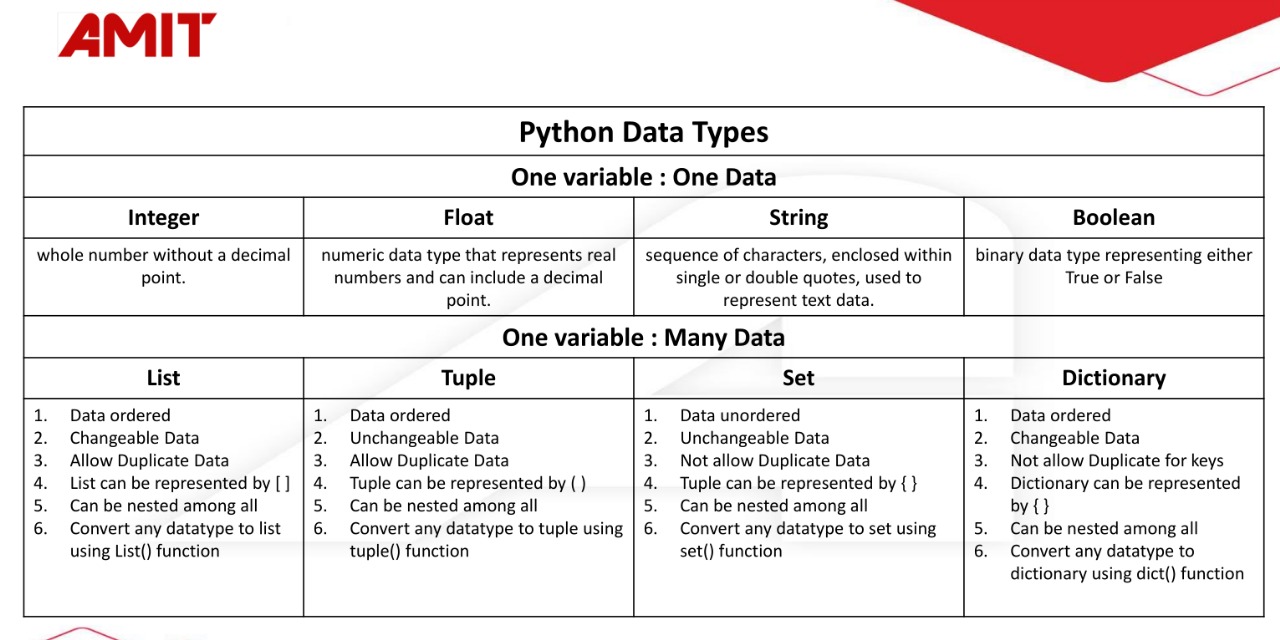 AMIT
Python Data Types
One variable : One Data
Integer
Float
String
Boolean
whole number without a decimal
point.
numeric data type that represents real
numbers and can include a decimal
point.
sequence of characters, enclosed within
single or double quotes, used to
represent text data.
binary data type representing either
True or False
One variable : Many Data
List
Tuple
Set
Dictionary
1. Data ordered
2. Changeable Data
3. Allow Duplicate Data
4. List can be represented by [ ]
5. Can be nested among all
6. Convert any datatype to list
using List() function
1. Data ordered
2. Unchangeable Data
3. Allow Duplicate Data
4. Tuple can be represented by ( )
5. Can be nested among all
6. Convert any datatype to tuple using
tuple() function
1. Data unordered
2. Unchangeable Data
3. Not allow Duplicate Data
4. Tuple can be represented by { }
5. Can be nested among all
6. Convert any datatype to set using
set() function
1. Data ordered
2. Changeable Data
3. Not allow Duplicate for keys
4. Dictionary can be represented
by { }
5. Can be nested among all
6. Convert any datatype to
dictionary using dict() function